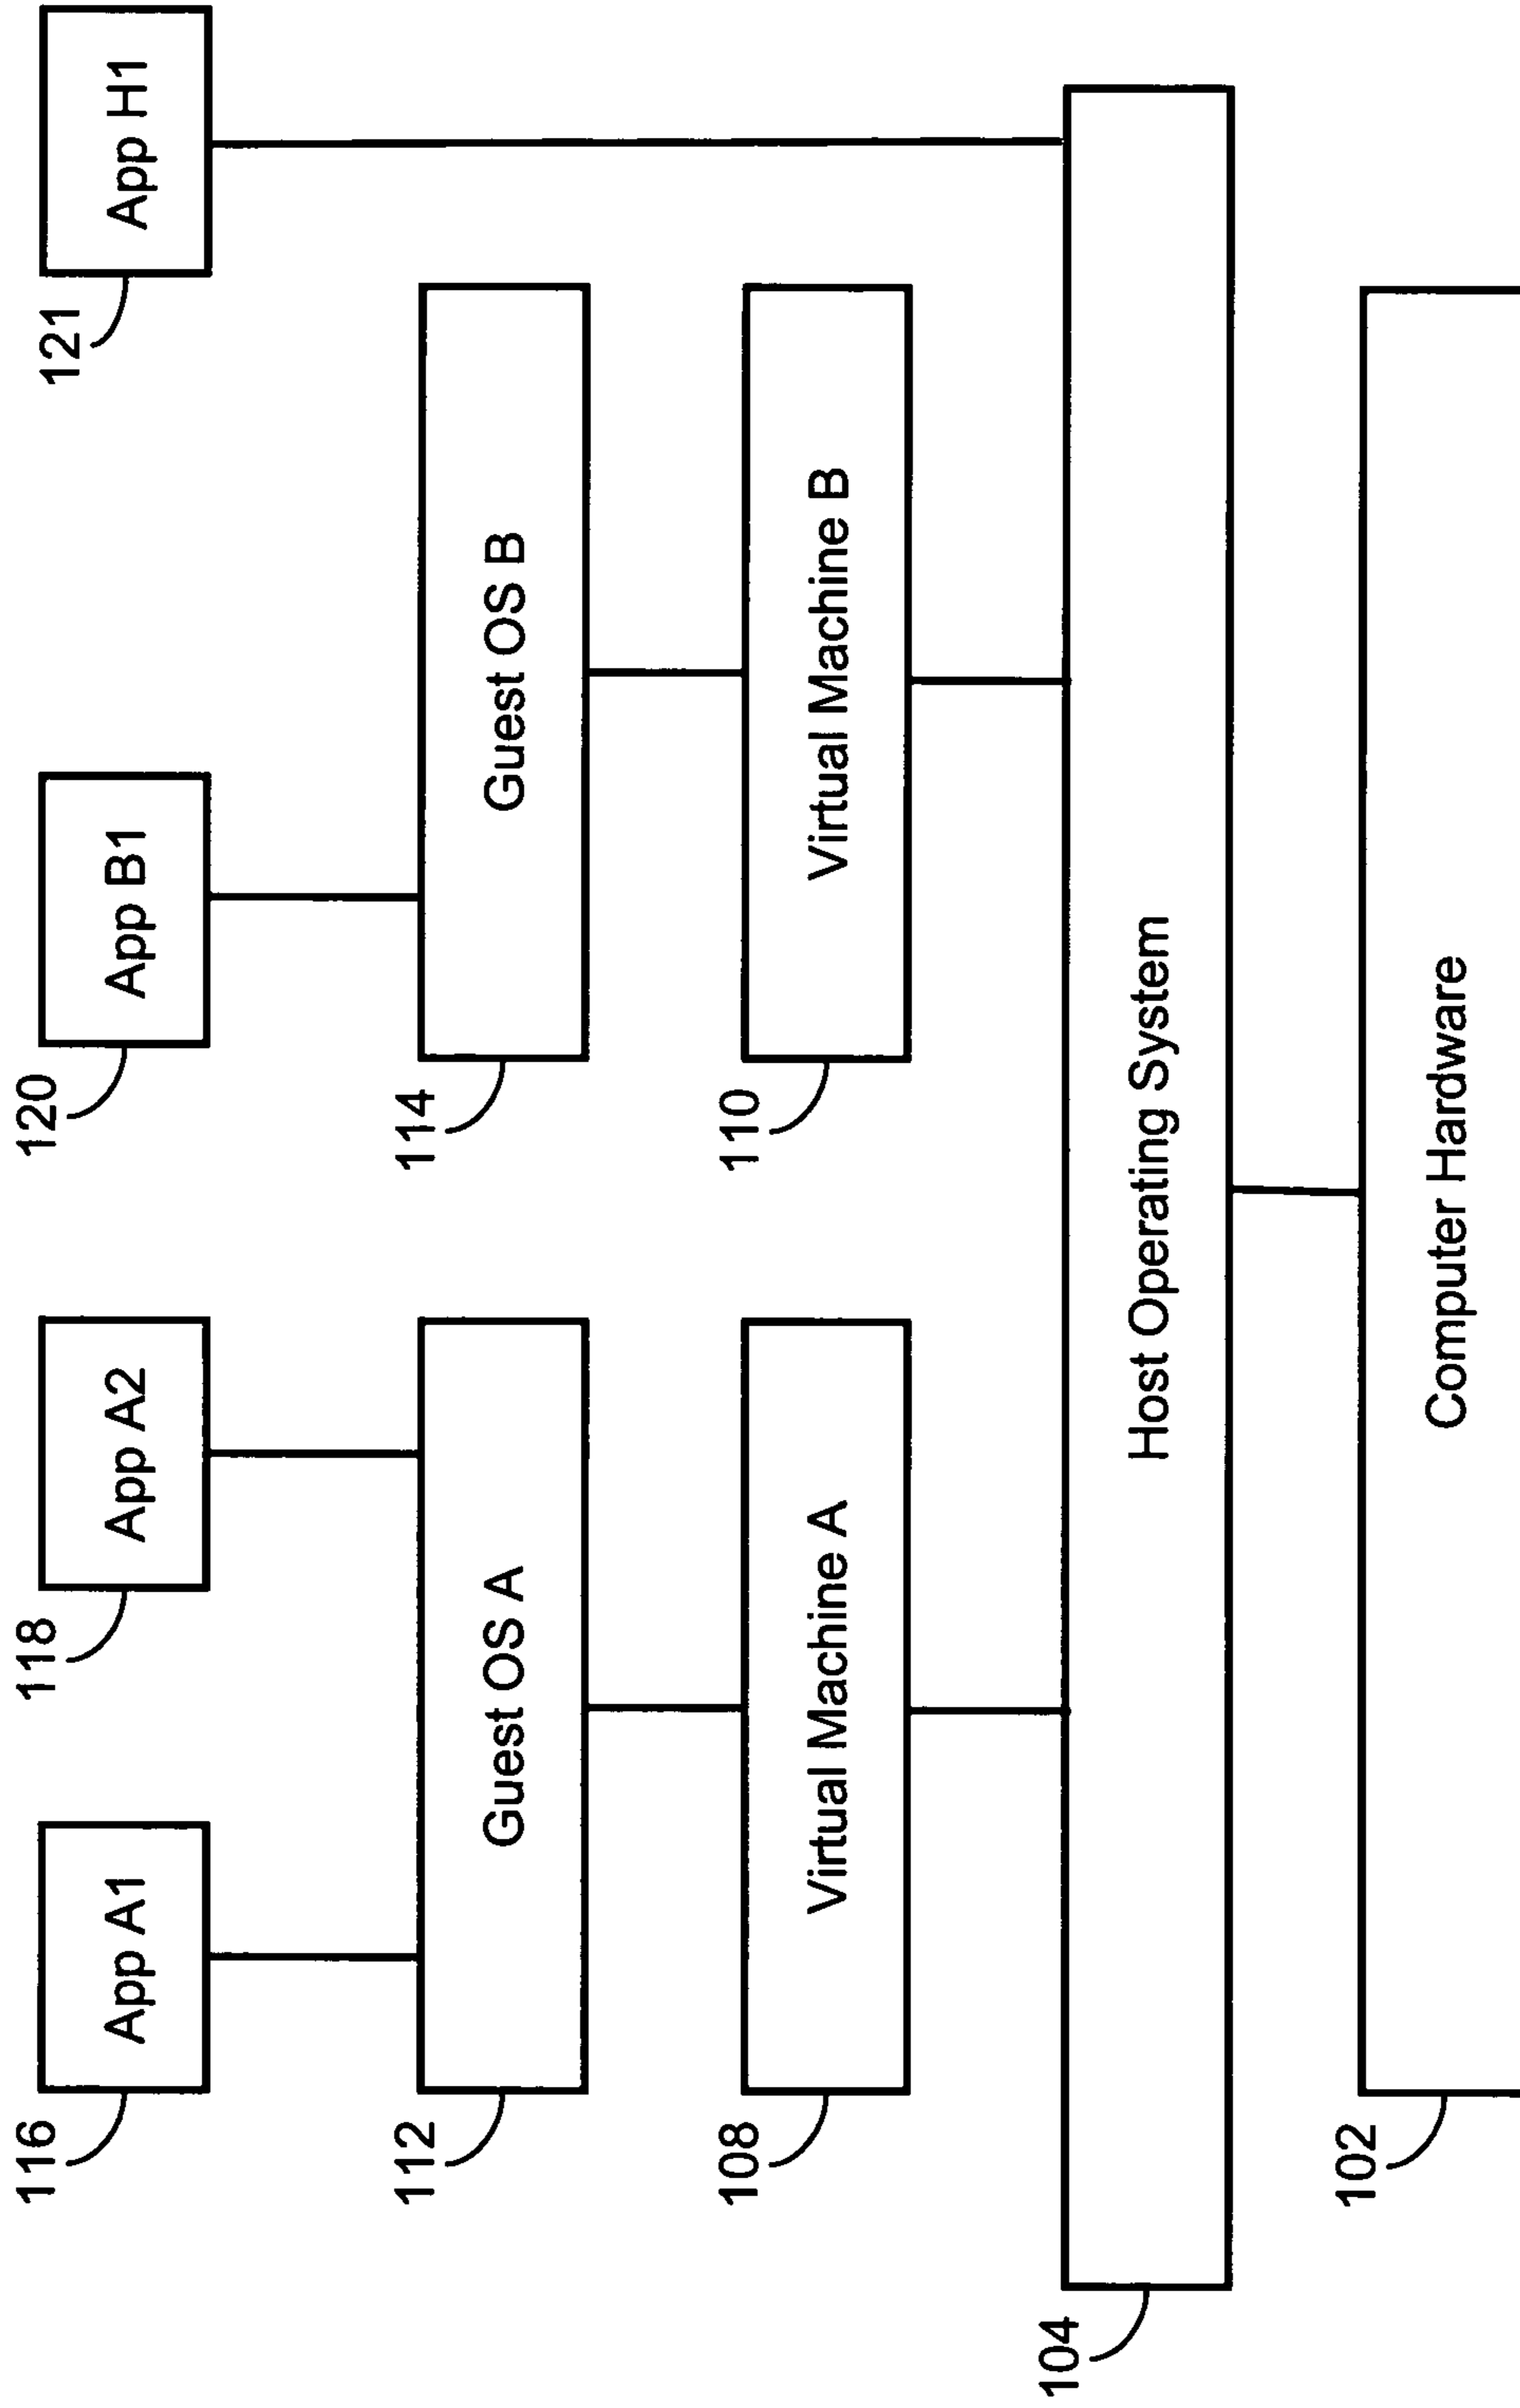 116
App A1
118
App A2
120
App B1
121
App H1
112
Guest OS A
114
Guest OS B
108
Virtual Machine A
110
Virtual Machine B
104
Host Operating System
102
Computer Hardware